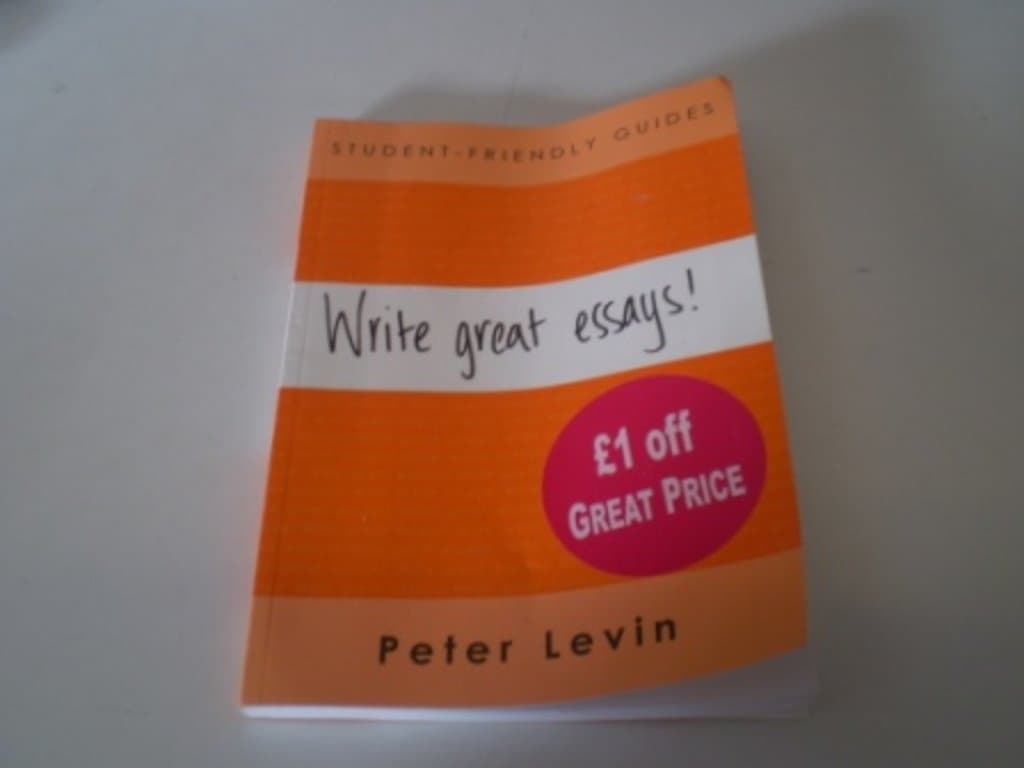 STUDENT-FRIENDLY GUIDES
Write great essays!
£1 off
GREAT PRICE
Peter Levin